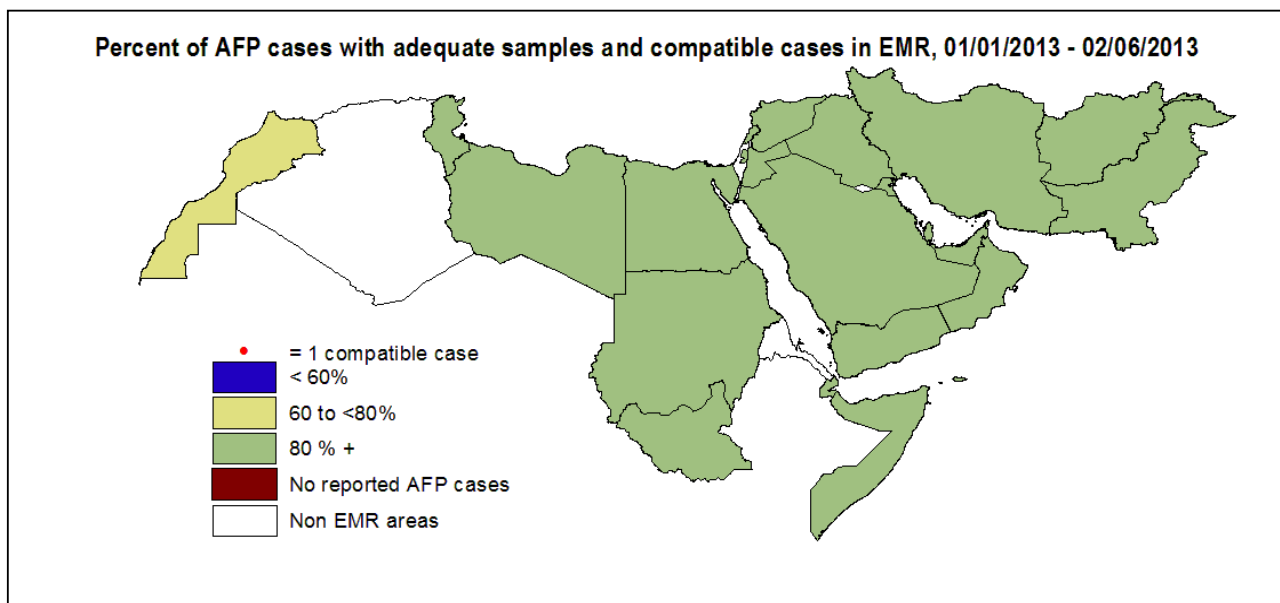 Percent of AFP cases with adequate samples and compatible cases in EMR, 01/01/2013 - 02/06/2013
= 1 compatible case
< 60%
60 to <80%
80 % +
No reported AFP cases
Non EMR areas